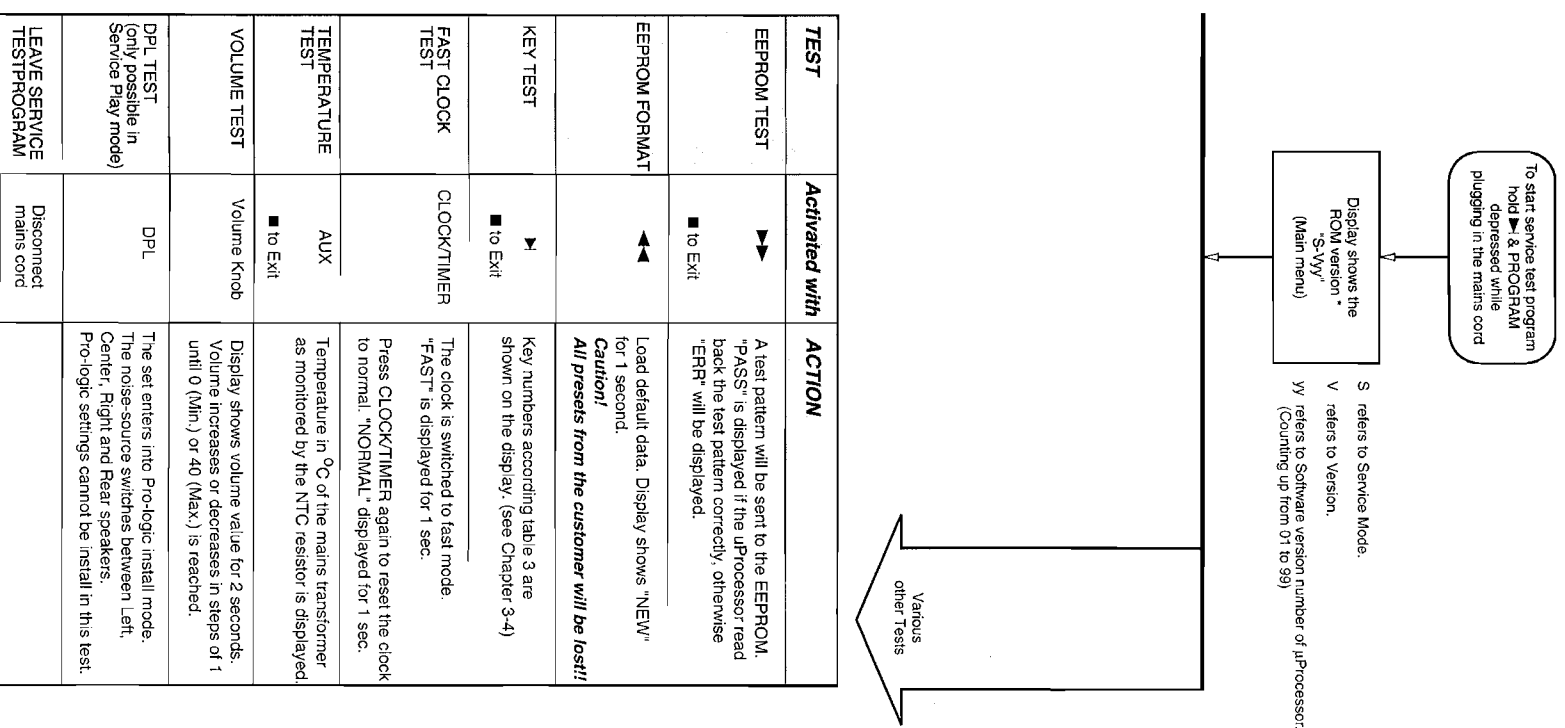 To start service test program
hold ▶I & PROGRAM
depressed while
plugging in the mains cord
Display shows the
ROM version *
"S-Vyy"
(Main menu)
S refers to Service Mode.
V refers to Version.
yy refers to Software version number of µProcessor.
(Counting up from 01 to 99)
Various
other Tests
TEST
Activated with
ACTION
EEPROM TEST
▶▶
■ to Exit
A test pattern will be sent to the EEPROM.
"PASS" is displayed if the uProcessor read
back the test pattern correctly, otherwise
"ERR" will be displayed.
EEPROM FORMAT
◀◀
Load default data. Display shows "NEW"
for 1 second.
Caution!
All presets from the customer will be lost!!
KEY TEST
▶I
■ to Exit
Key numbers according table 3 are
shown on the display. (see Chapter 3-4)
FAST CLOCK
TEST
CLOCK/TIMER
The clock is switched to fast mode.
"FAST" is displayed for 1 sec.
Press CLOCK/TIMER again to reset the clock
to normal. "NORMAL" displayed for 1 sec.
TEMPERATURE
TEST
AUX
■ to Exit
Temperature in °C of the mains transformer
as monitored by the NTC resistor is displayed.
VOLUME TEST
Volume Knob
Display shows volume value for 2 seconds.
Volume increases or decreases in steps of 1
until 0 (Min.) or 40 (Max.) is reached.
DPL TEST
(only possible in
Service Play mode)
DPL
The set enters into Pro-logic install mode.
The noise-source switches between Left,
Center, Right and Rear speakers.
Pro-logic settings cannot be install in this test.
LEAVE SERVICE
TESTPROGRAM
Disconnect
mains cord